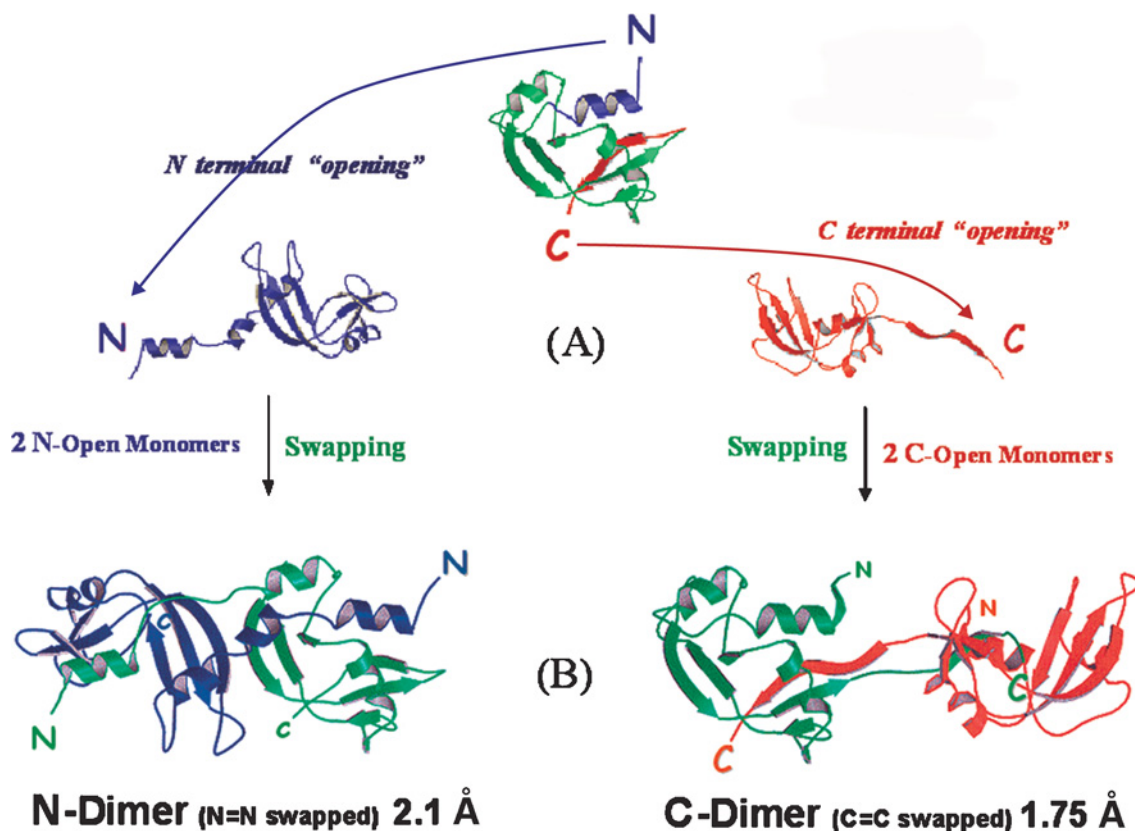 N
N terminal “opening”
C
C terminal “opening”
N
(A)
C
2 N-Open Monomers
Swapping
Swapping
2 C-Open Monomers
N
N
N
C
(B)
C
N
C
C
N-Dimer (N=N swapped) 2.1 Å
C-Dimer (C=C swapped) 1.75 Å